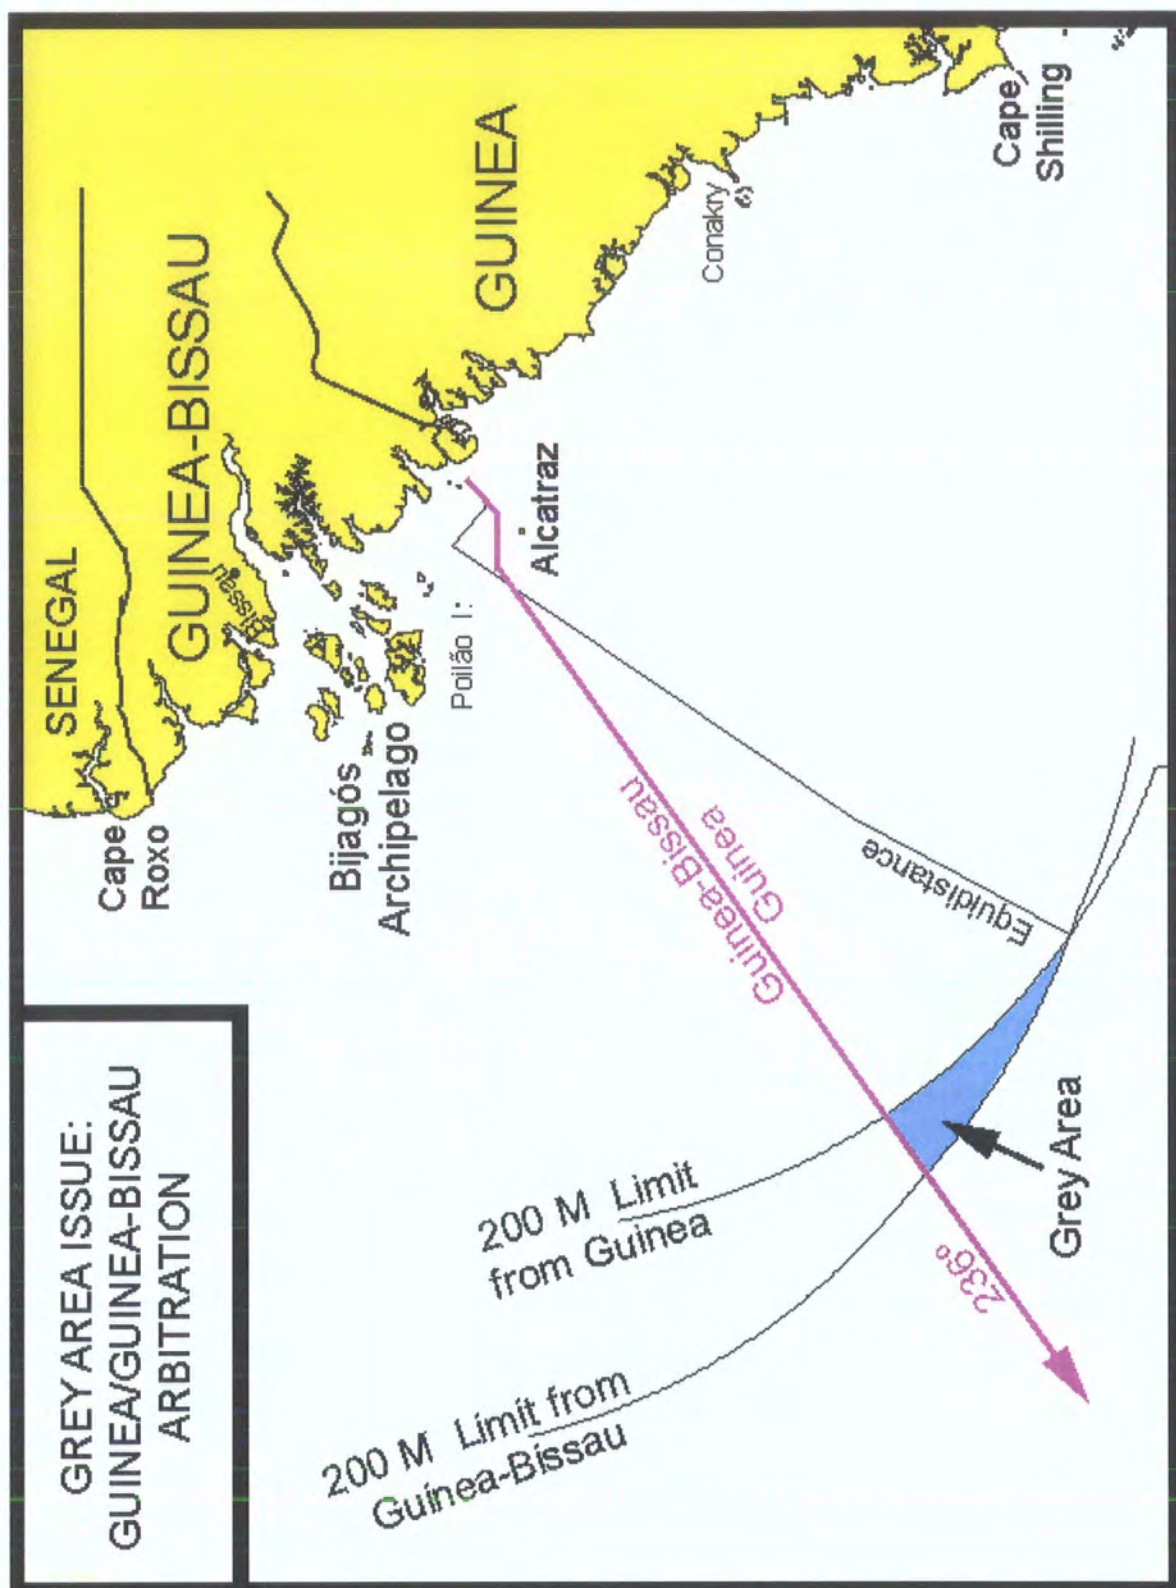 GREY AREA ISSUE:
GUINEA/GUINEA-BISSAU
ARBITRATION
SENEGAL
Cape
Roxo
GUINEA-BISSAU
Bissau
Bijagós
Archipelago
Poilão I:
GUINEA
Alcatraz
Conakry
Cape
Shilling
Guinea-Bissau
Guinea
Equidistance
200 M Limit
from Guinea
200 M Limit from
Guinea-Bissau
236º
Grey Area